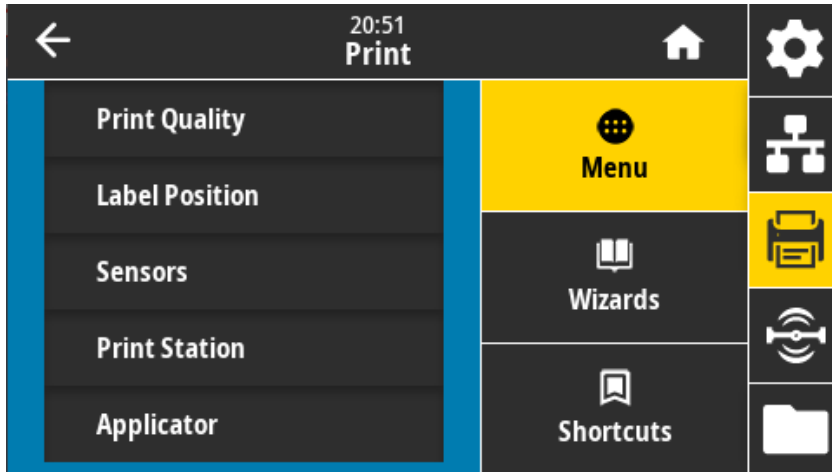 20:51
Print
Print Quality
Label Position
Sensors
Print Station
Applicator
Menu
Wizards
Shortcuts